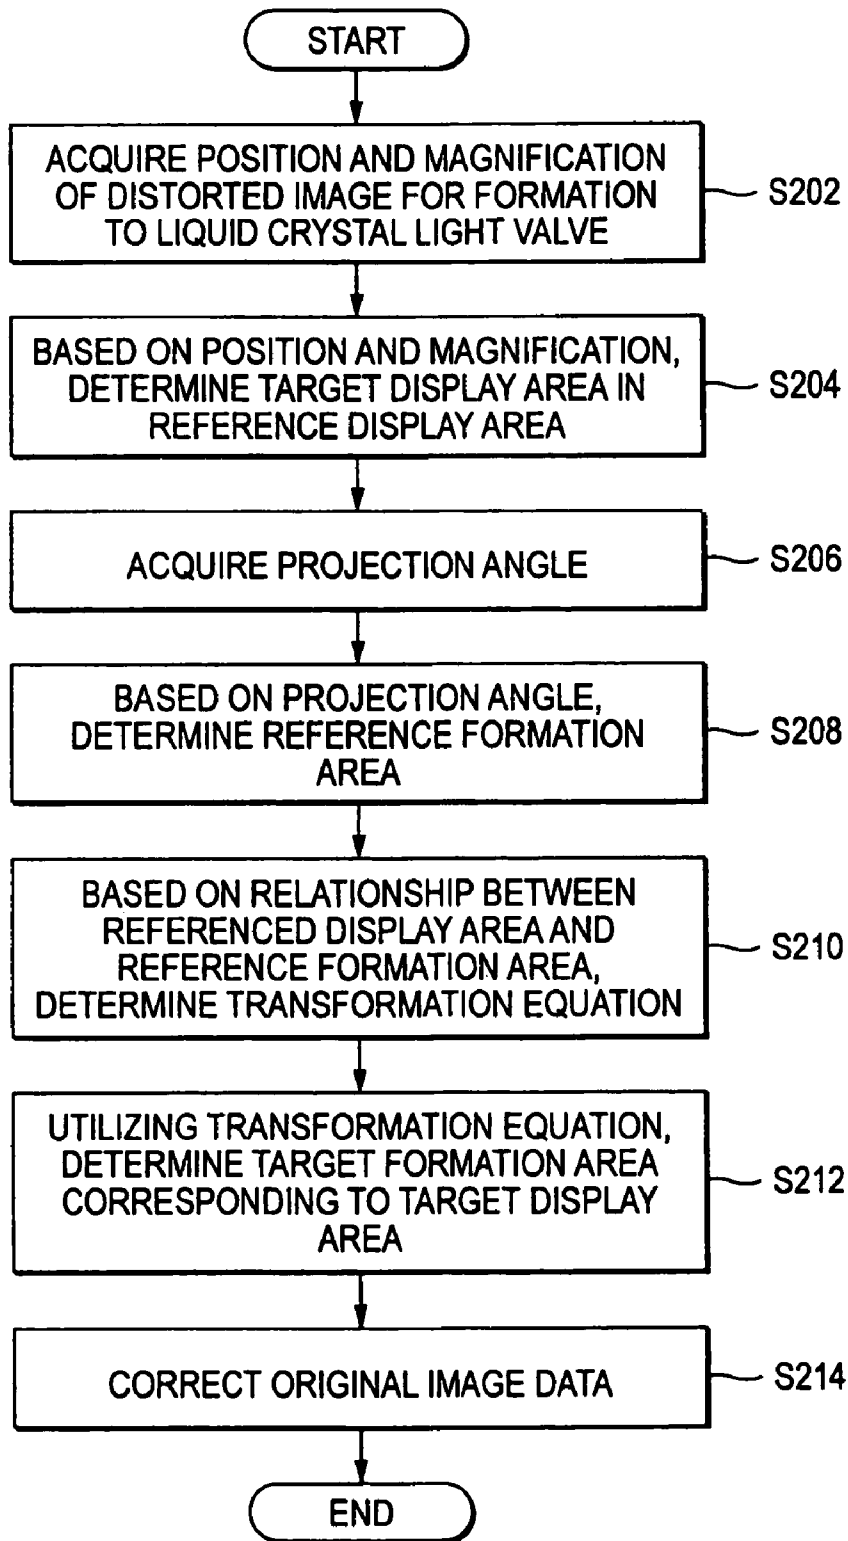 START
ACQUIRE POSITION AND MAGNIFICATION
OF DISTORTED IMAGE FOR FORMATION
TO LIQUID CRYSTAL LIGHT VALVE
S202
BASED ON POSITION AND MAGNIFICATION,
DETERMINE TARGET DISPLAY AREA IN
REFERENCE DISPLAY AREA
S204
ACQUIRE PROJECTION ANGLE
S206
BASED ON PROJECTION ANGLE,
DETERMINE REFERENCE FORMATION
AREA
S208
BASED ON RELATIONSHIP BETWEEN
REFERENCED DISPLAY AREA AND
REFERENCE FORMATION AREA,
DETERMINE TRANSFORMATION EQUATION
S210
UTILIZING TRANSFORMATION EQUATION,
DETERMINE TARGET FORMATION AREA
CORRESPONDING TO TARGET DISPLAY
AREA
S212
CORRECT ORIGINAL IMAGE DATA
S214
END